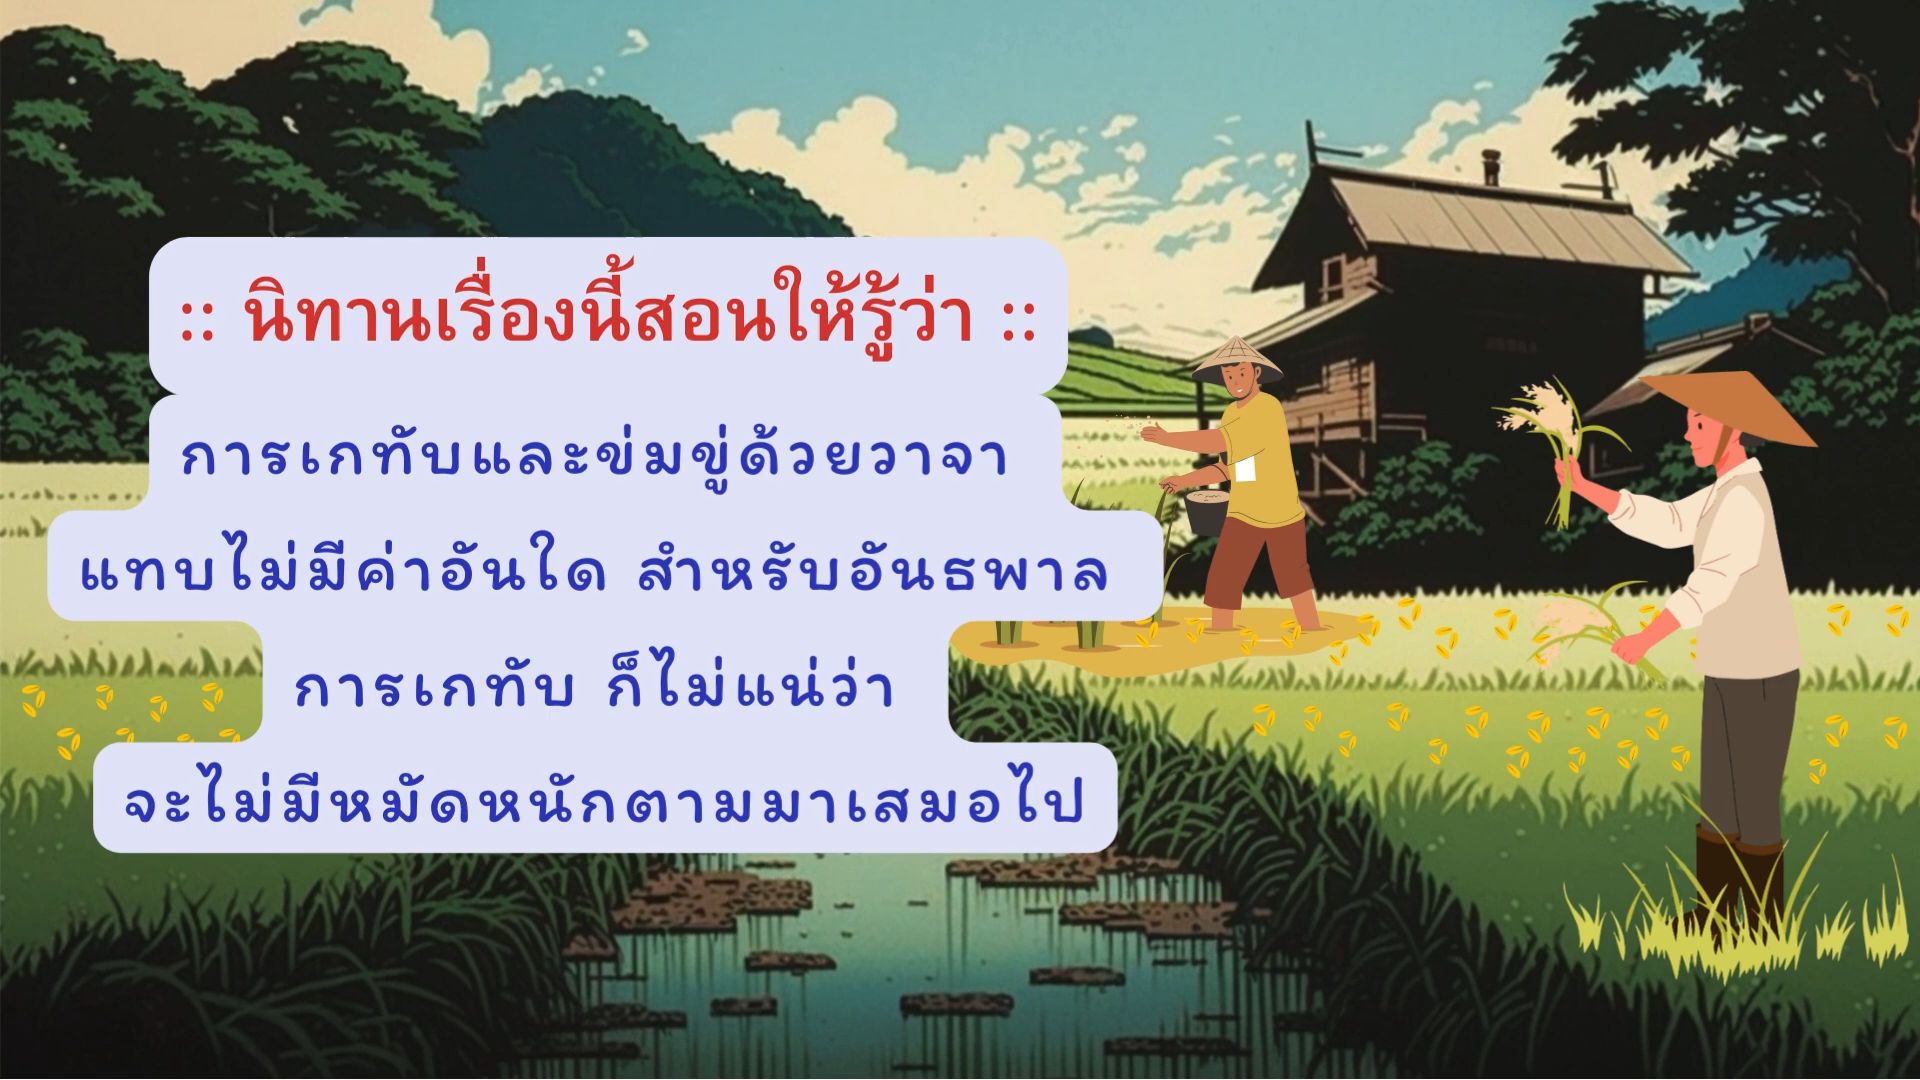 :: นิทานเรื่องนี้สอนให้รู้ว่า ::
การเกทับและข่มขู่ด้วยวาจา
แทบไม่มีค่าอันใด สำหรับอันธพาล
การเกทับ ก็ไม่แน่ว่า
จะไม่มีหมัดหนักตามมาเสมอไป